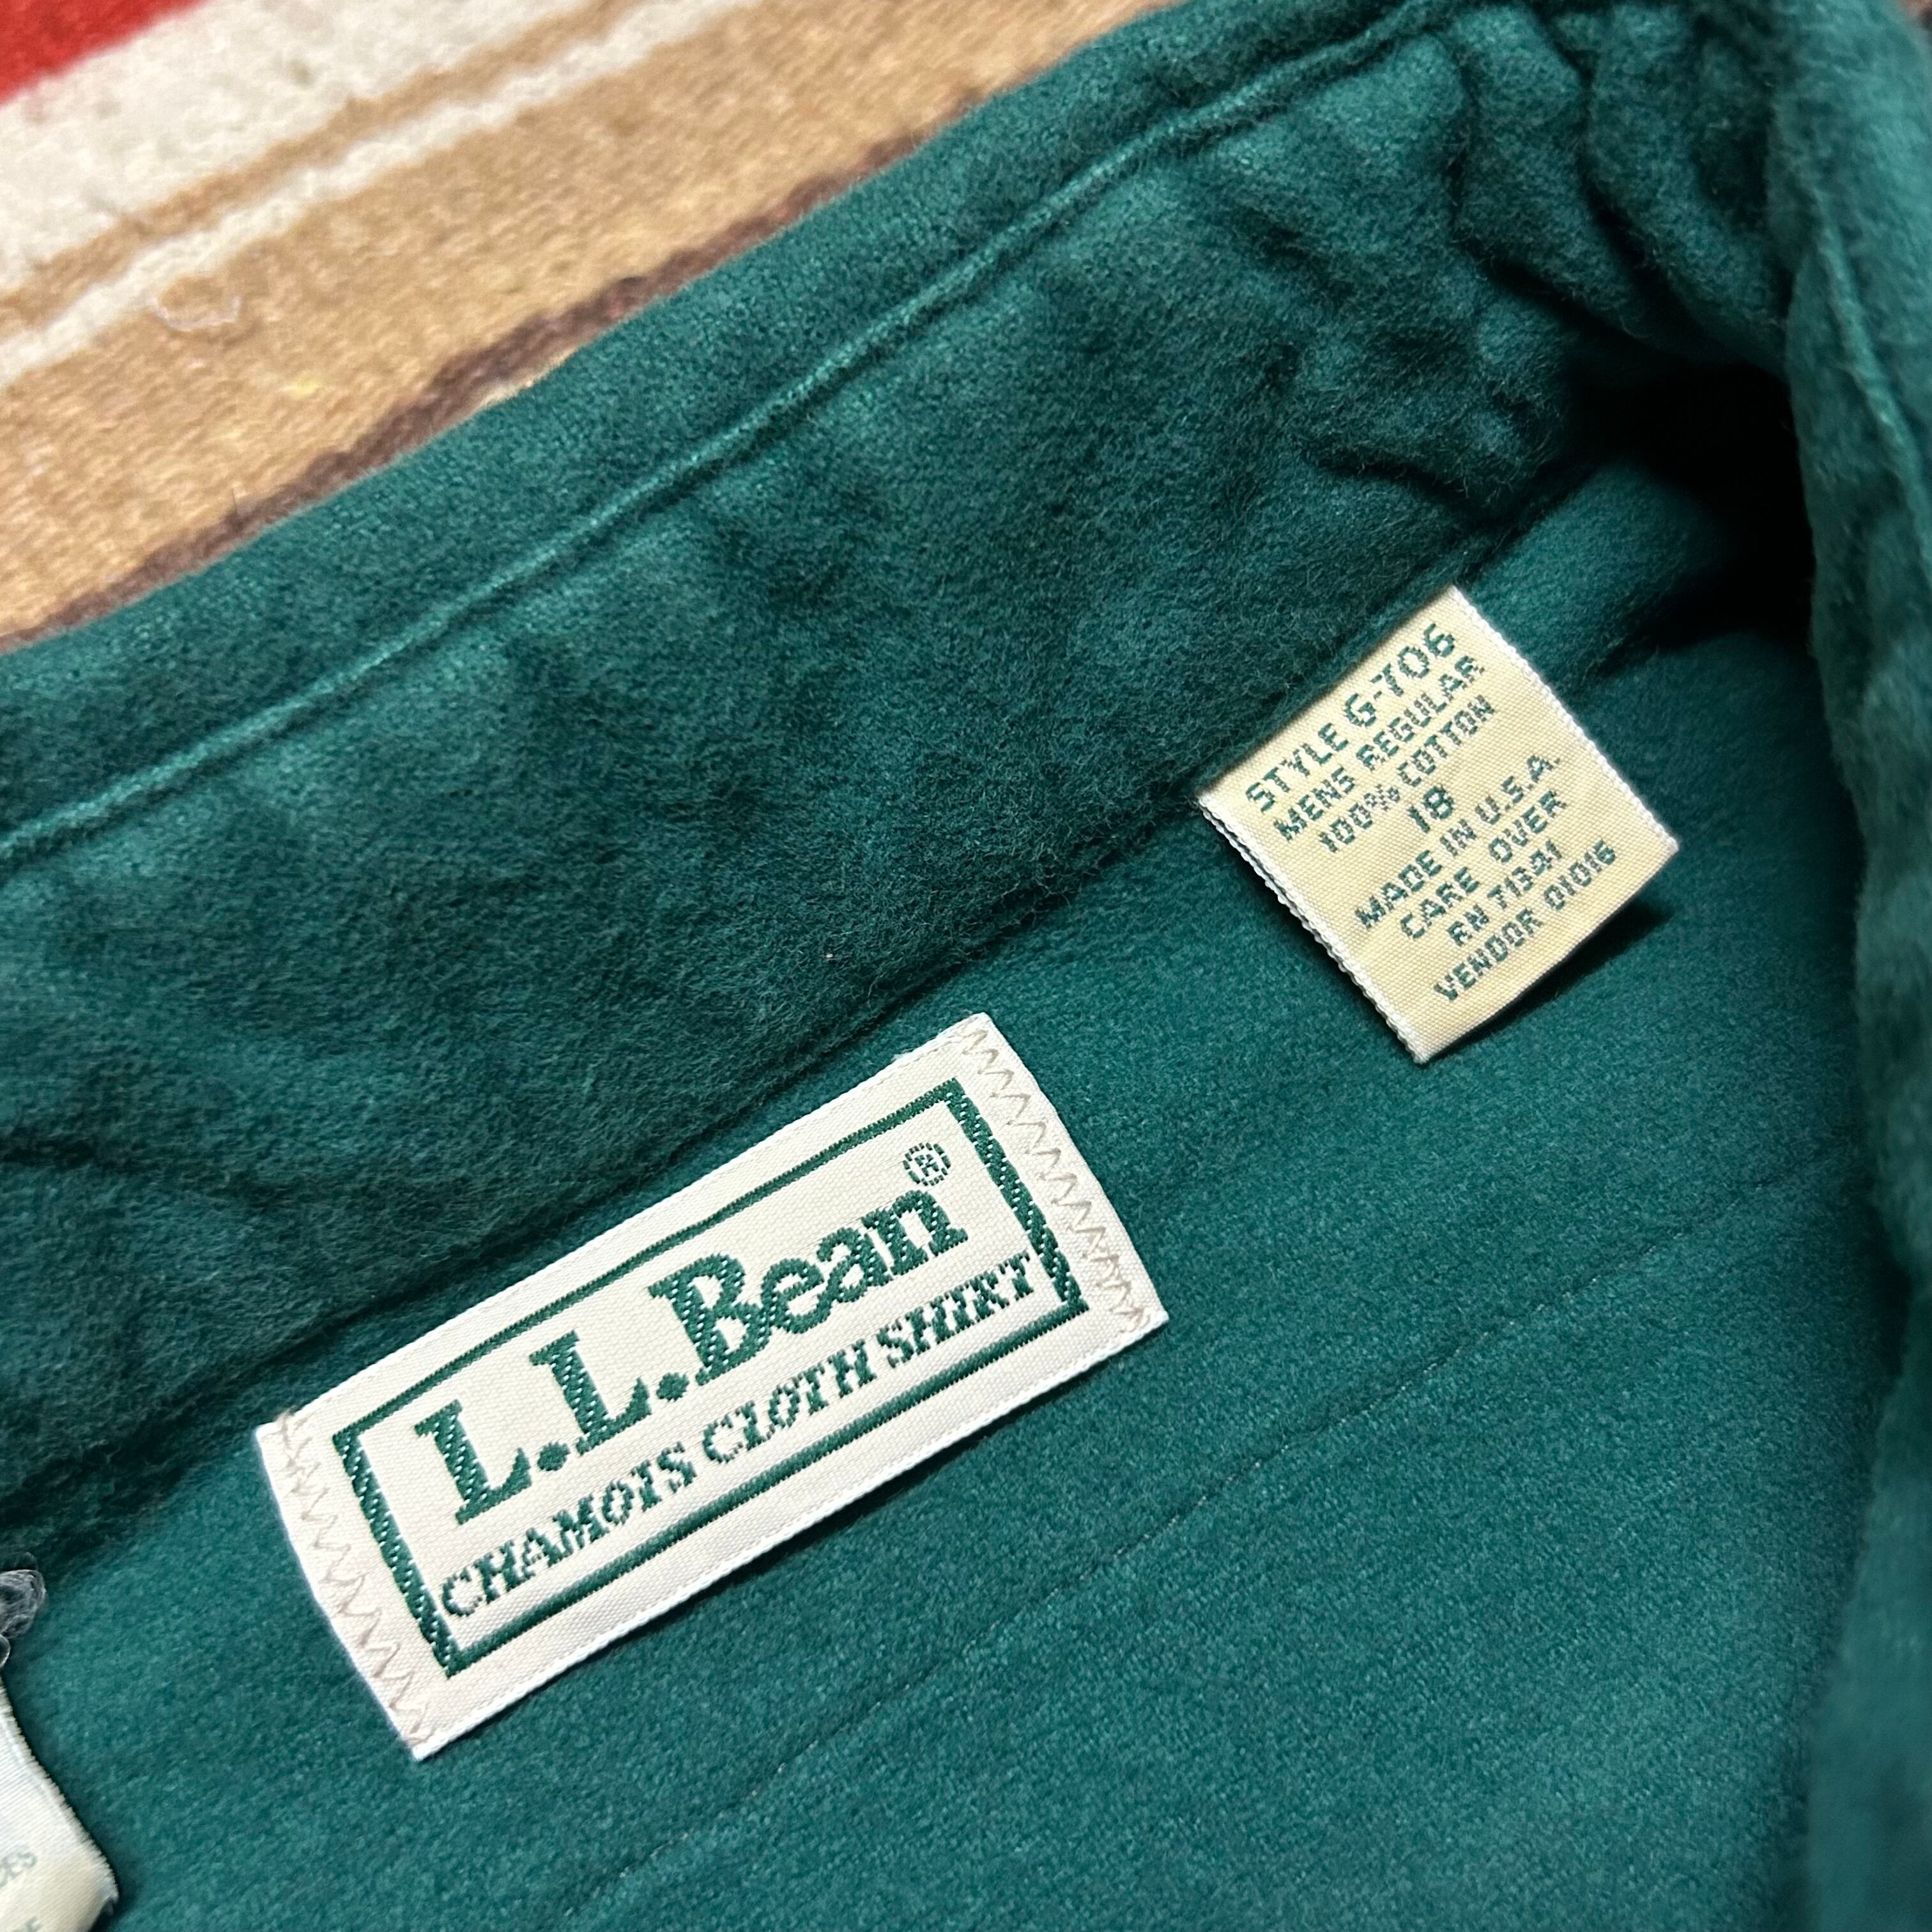 STYLE G-706
MENS REGULAR
100% COTTON
18
MADE IN U.S.A.
CARE OVER
RN 71341
VENDOR 01016
L.L.Bean®
CHAMOIS CLOTH SHIRT